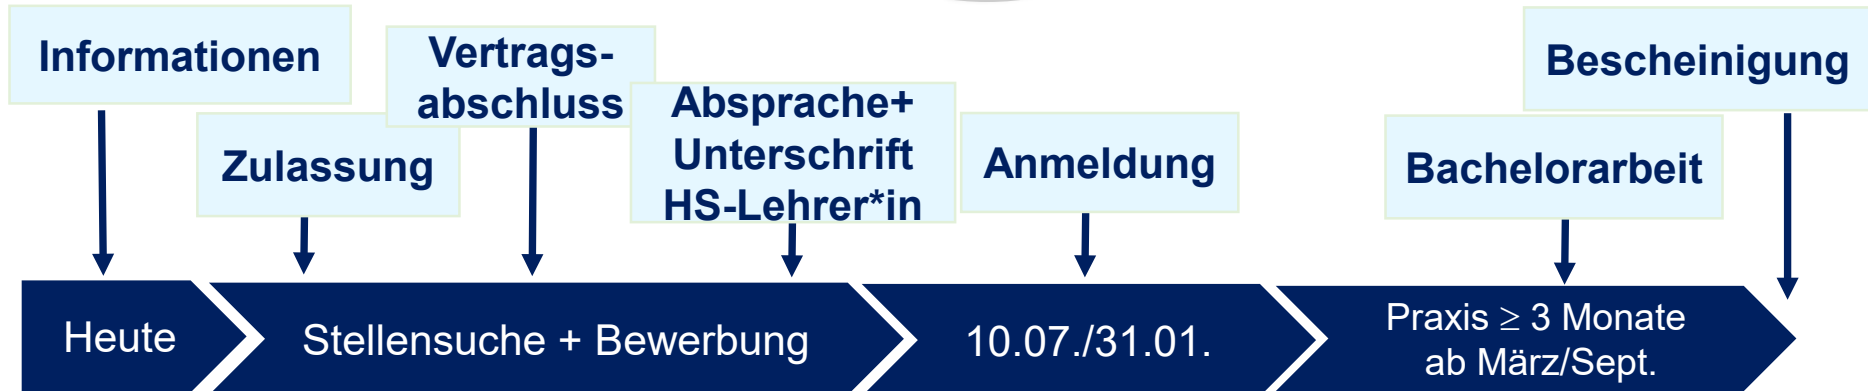 Informationen
Zulassung
Vertrags-
abschluss
Absprache+
Unterschrift
HS-Lehrer*in
Anmeldung
Bachelorarbeit
Bescheinigung
Heute
Stellensuche + Bewerbung
10.07./31.01.
Praxis ≥ 3 Monate
ab März/Sept.